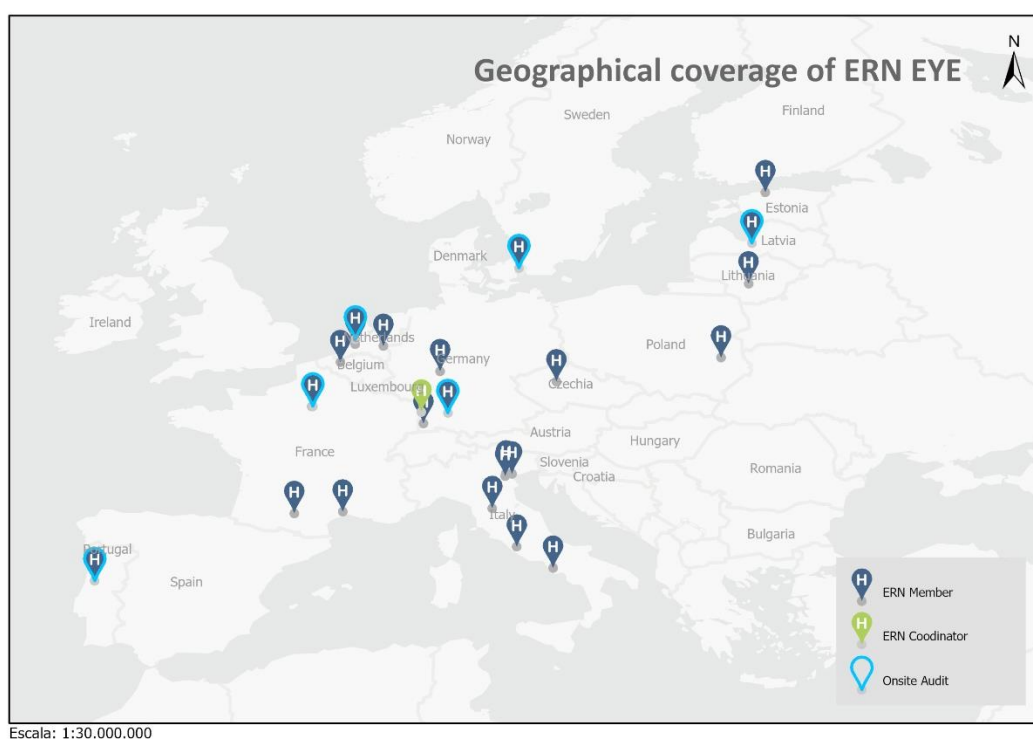 Geographical coverage of ERN EYE
N
Finland
Sweden
Norway
H
Estonia
H
Latvia
H
Denmark
H
Lithuania
Ireland
H
H
Netherlands
H
H
Poland
H
Belgium
Germany
H
Czechia
Luxembourg
H
H
H
H
Austria
Hungary
France
H
H
Slovenia
Croatia
Romania
H
H
H
Italy
H
Bulgaria
Portugal
H
H
Spain
H
ERN Member
H
ERN Coodinator
Onsite Audit
Escala: 1:30.000.000